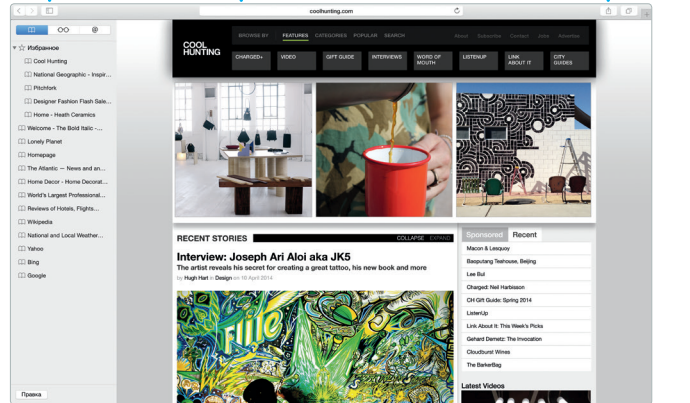 coolhunting.com
@
Избранное
Cool Hunting
National Geographic - Inspir...
Pitchfork
Designer Fashion Flash Sale...
Home - Heath Ceramics
Welcome - The Bold Italic -...
Lonely Planet
Homepage
The Atlantic — News and an...
Home Decor - Home Decorat...
World's Largest Professional...
Reviews of Hotels, Flights...
Wikipedia
National and Local Weather...
Yahoo
Bing
Google
Правка
COOL
HUNTING
BROWSE BY FEATURES CATEGORIES POPULAR SEARCH
About Subscribe Contact Jobs Advertise
CHARGED+ VIDEO GIFT GUIDE INTERVIEWS WORD OF MOUTH LISTENUP LINK ABOUT IT CITY GUIDES
RECENT STORIES COLLAPSE EXPAND
Interview: Joseph Ari Aloi aka JK5
The artist reveals his secret for creating a great tattoo, his new book and more
by Hugh Hart in Design on 16 April 2014
Sponsored Recent
Macon & Lesquoy
Baoputang Teahouse, Beijing
Lee Bul
Charged: Neil Harbisson
CH Gift Guide: Spring 2014
ListenUp
Link About It: This Week's Picks
Gehard Demetz: The Invocation
Cloudburst Wines
The BarkerBag
Latest Videos